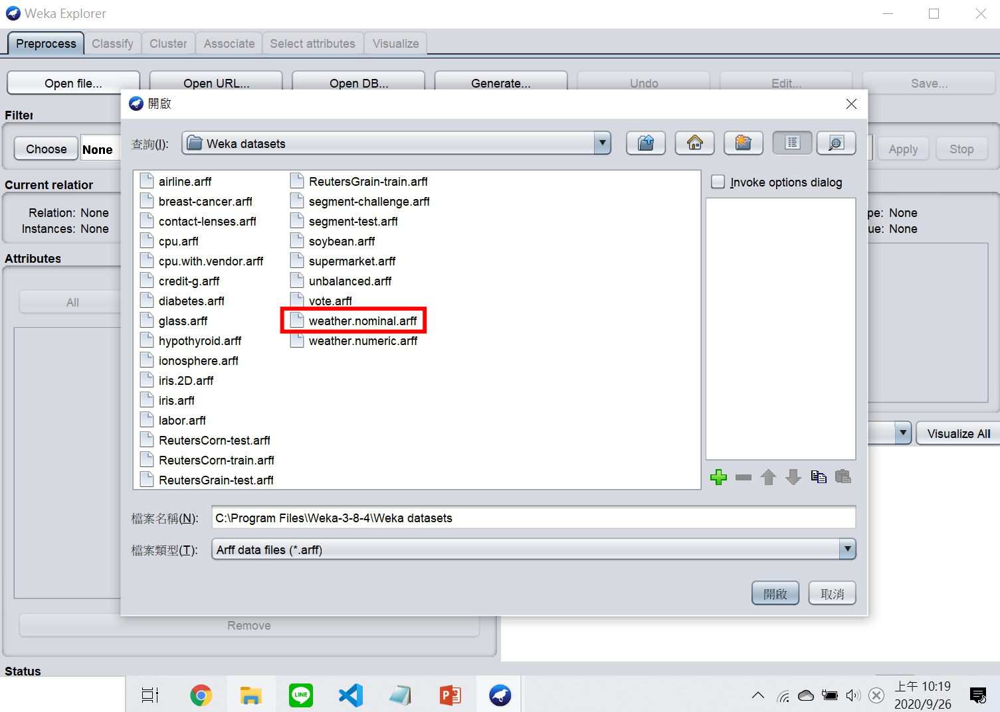 Weka Explorer
Preprocess Classify Cluster Associate Select attributes Visualize
Open file... Open URL... Open DB... Generate... Undo Edit... Save...
開啟
Filter
Choose None
Apply Stop
查詢(I): Weka datasets
Current relation
Relation: None
Instances: None
pe: None
ue: None
Attributes
All
airline.arff
breast-cancer.arff
contact-lenses.arff
cpu.arff
cpu.with.vendor.arff
credit-g.arff
diabetes.arff
glass.arff
hypothyroid.arff
ionosphere.arff
iris.2D.arff
iris.arff
labor.arff
ReutersCorn-test.arff
ReutersCorn-train.arff
ReutersGrain-test.arff
ReutersGrain-train.arff
segment-challenge.arff
segment-test.arff
soybean.arff
supermarket.arff
unbalanced.arff
vote.arff
weather.nominal.arff
weather.numeric.arff
Invoke options dialog
Visualize All
檔案名稱(N): C:\Program Files\Weka-3-8-4\Weka datasets
檔案類型(T): Arff data files (*.arff)
開啟 取消
Remove
Status
LINE
上午 10:19
2020/9/26